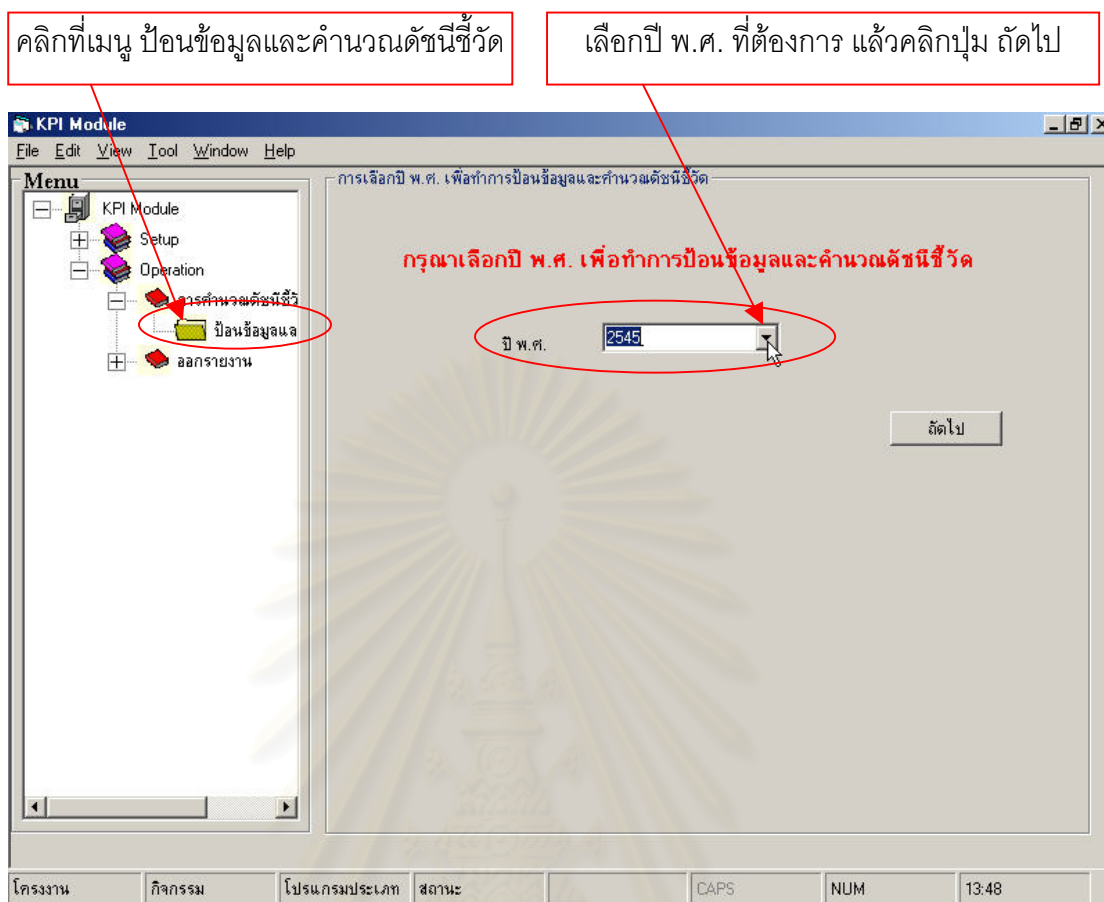 คลิกที่เมนู ป้อนข้อมูลและคำนวณดัชนีชี้วัด
เลือกปี พ.ศ. ที่ต้องการ แล้วคลิกปุ่ม ถัดไป
KPI Module
File Edit View Tool Window Help
Menu
KPI Module
Setup
Operation
การคำนวณดัชนีชี้วั
ป้อนข้อมูลแล
ออกรายงาน
การเลือกปี พ.ศ. เพื่อทำการป้อนข้อมูลและคำนวณดัชนีชี้วัด
กรุณาเลือกปี พ.ศ. เพื่อทำการป้อนข้อมูลและคำนวณดัชนีชี้วัด
ปี พ.ศ. 2545
ถัดไป
โครงงาน กิจกรรม โปรแกรมประเภท สถานะ CAPS NUM 13:48